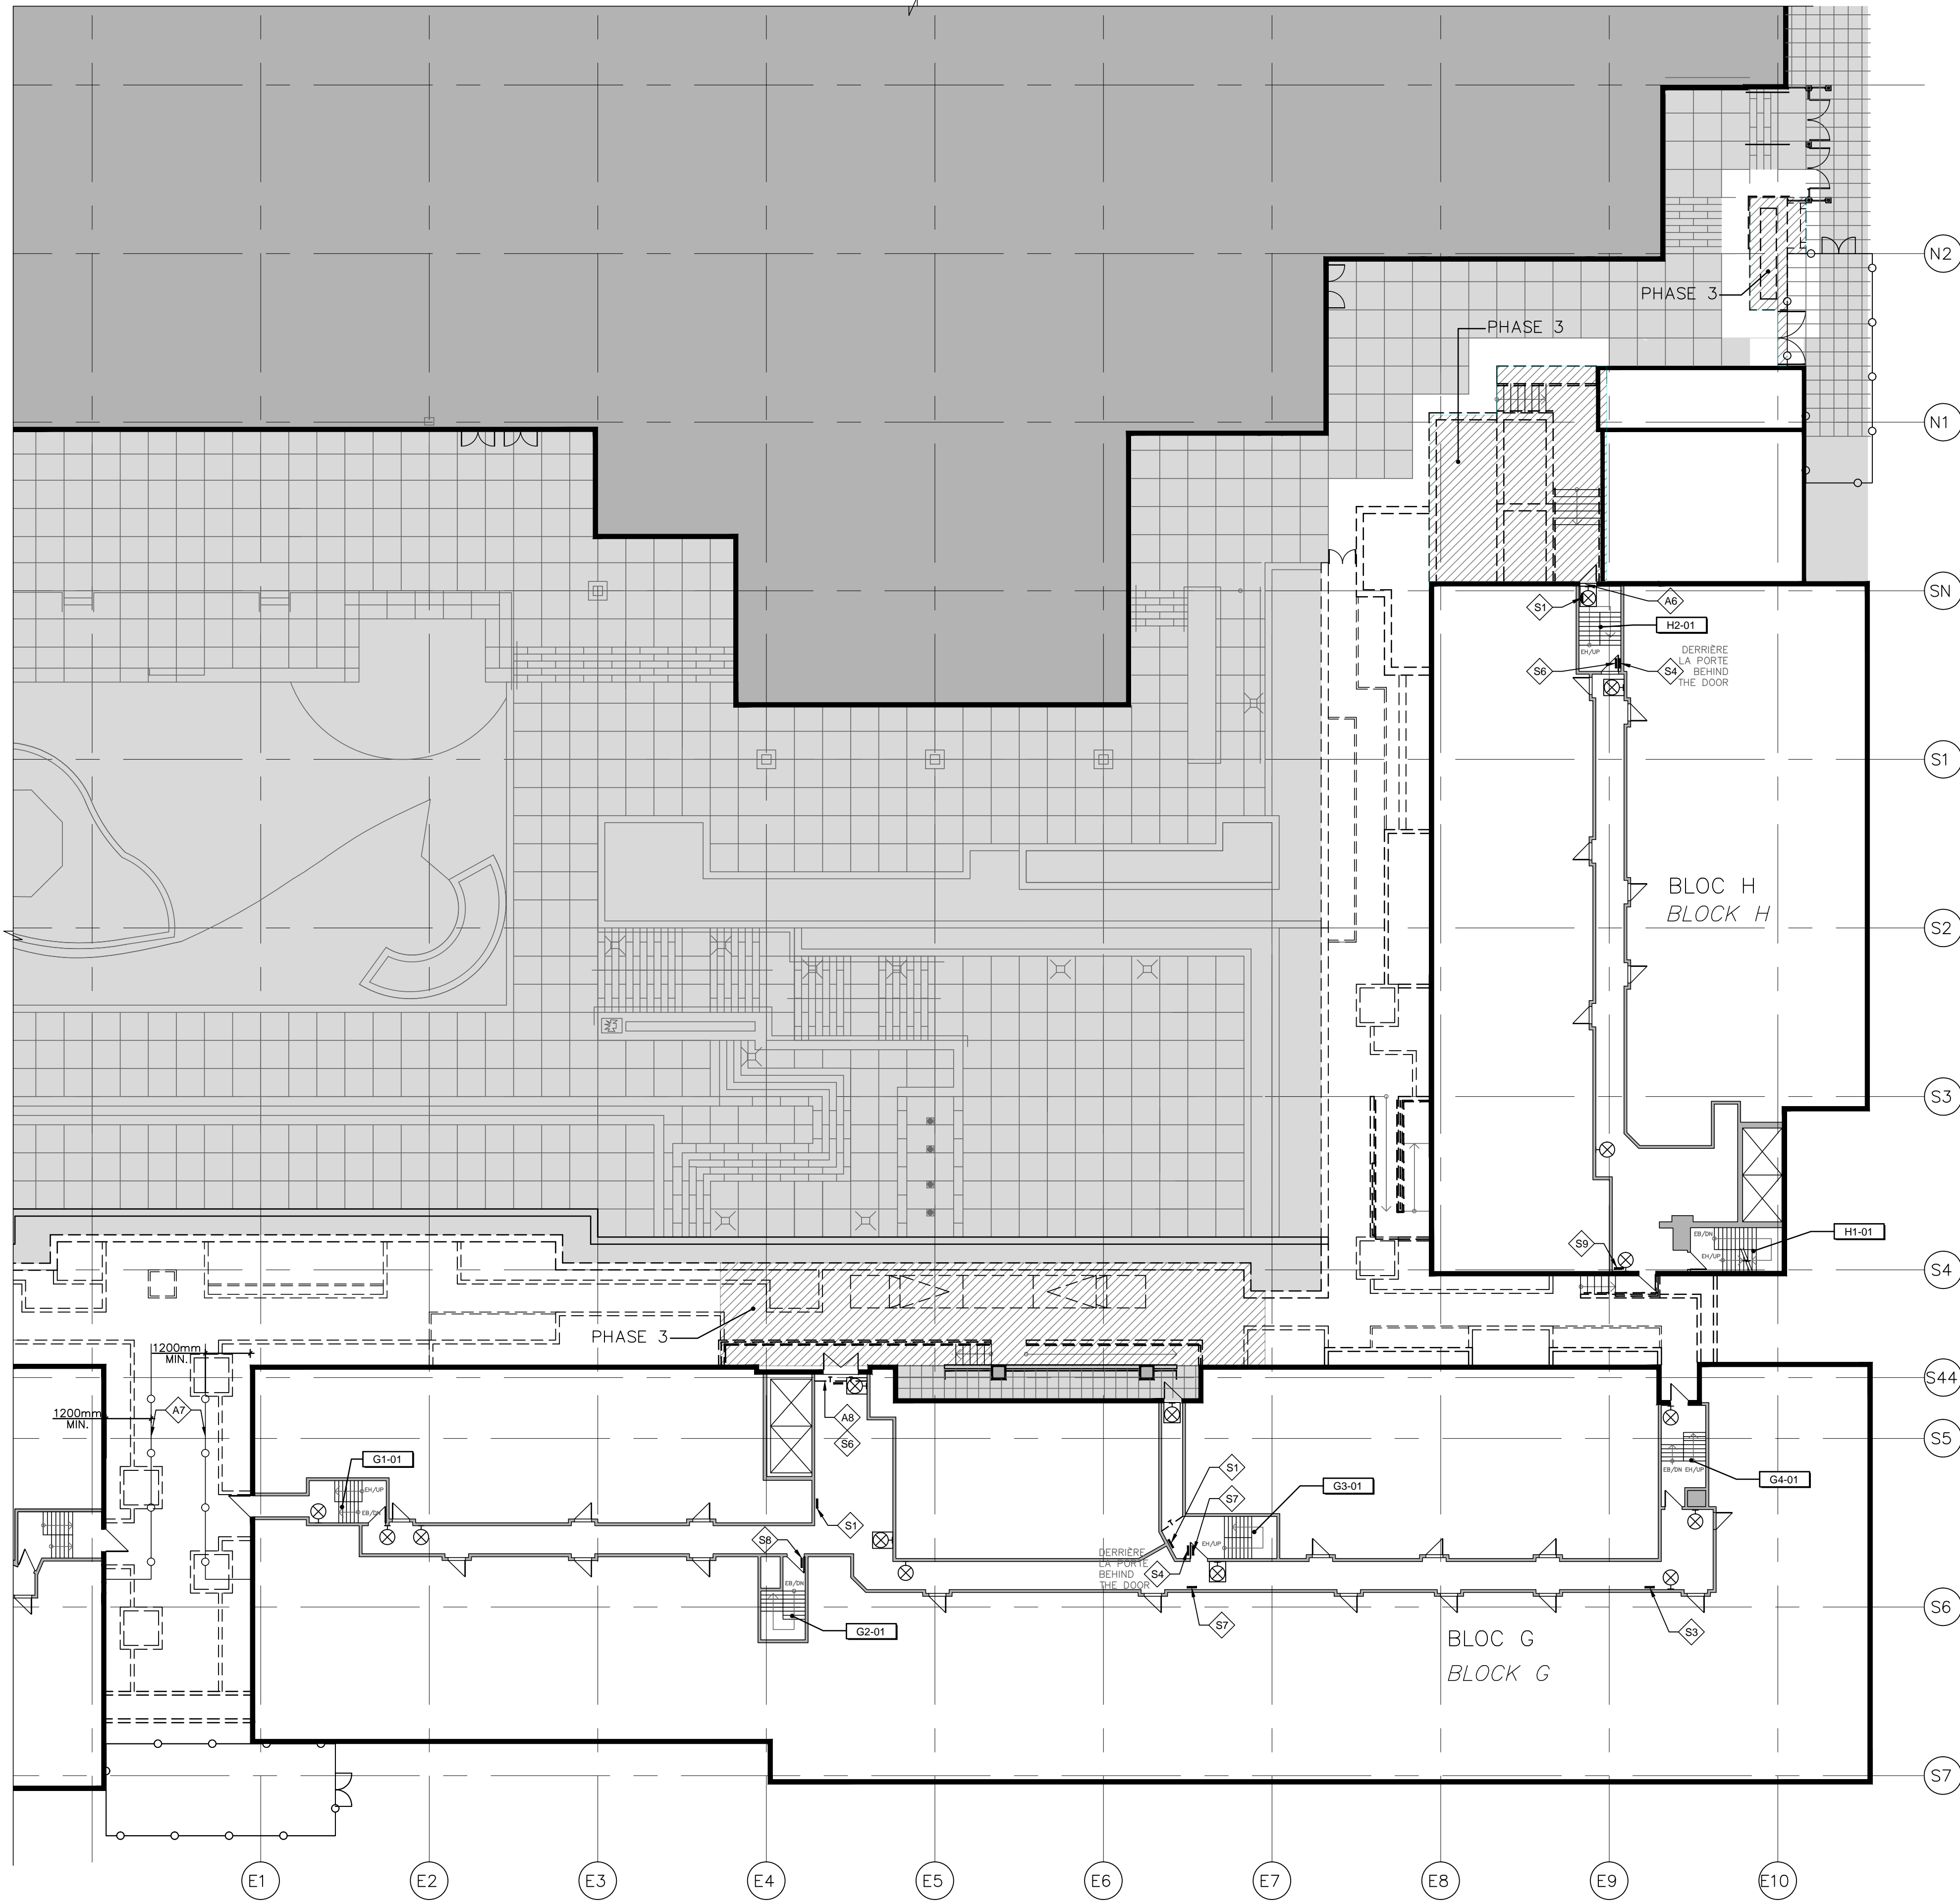 N2
PHASE 3
PHASE 3
N1
SN
S1
A6
H2-01
EH/UP
DERRIÈRE
LA PORTE
BEHIND
THE DOOR
S6
S4
S1
BLOC H
BLOCK H
S2
S3
H1-01
EB/DN
EH/UP
S9
S4
PHASE 3
1200mm
MIN.
S44
1200mm
MIN.
A7
A8
S6
S5
G1-01
EH/UP
EB/DN
S1
G3-01
EB/DN EH/UP
G4-01
S7
S1
S8
EH/UP
DERRIÈRE
LA PORTE
BEHIND
THE DOOR
S4
EB/DN
S6
S7
S3
G2-01
BLOC G
BLOCK G
S7
E1
E2
E3
E4
E5
E6
E7
E8
E9
E10